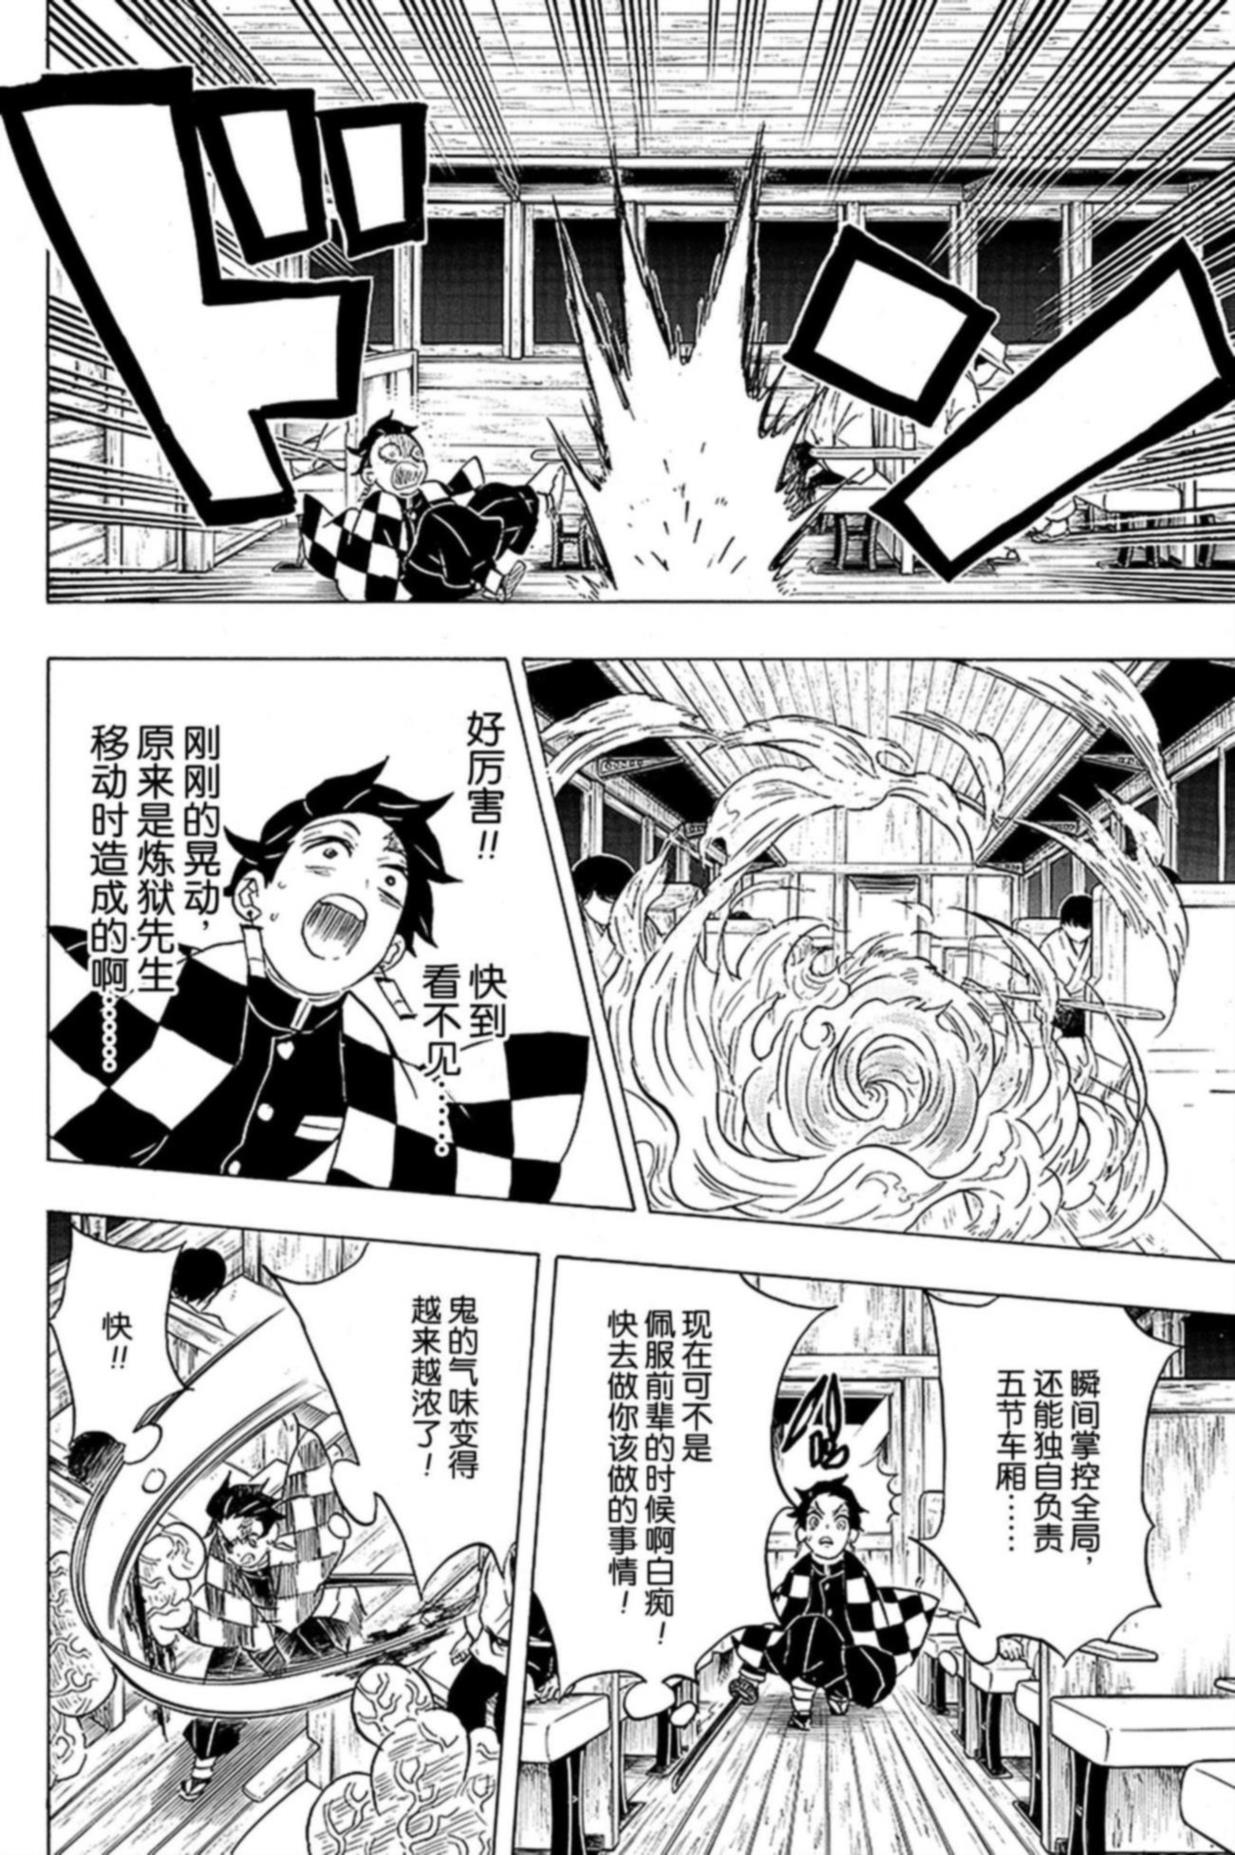 ドドドン
好厉害!!
快到
看不见……
刚刚的晃动，
原来是炼狱先生
移动时造成的啊……
瞬间掌控全局，
还能独自负责
五节车厢……
现在可不是
佩服前辈的时候啊白痴！
快去做你该做的事情！
鬼的气味变得
越来越浓了！
快!!